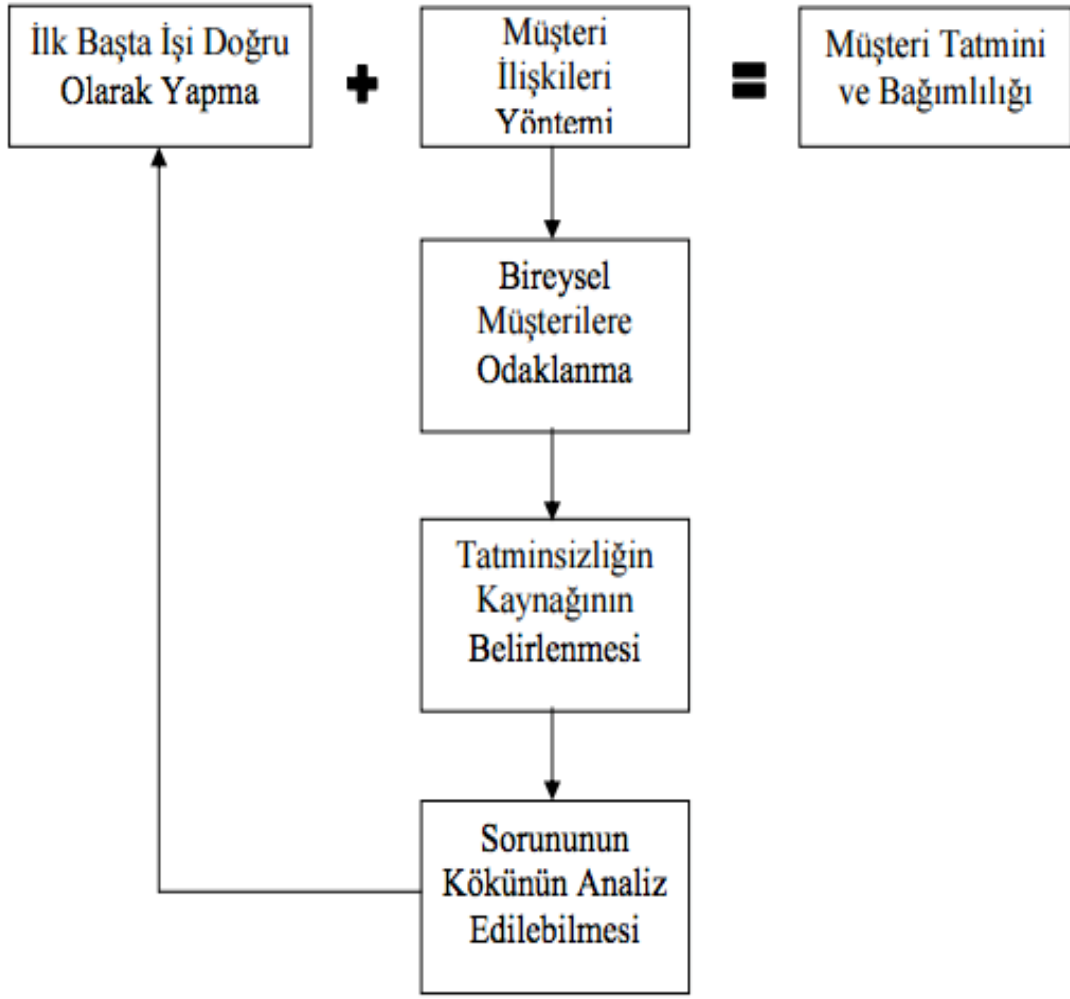 İlk Başta İşi Doğru
Olarak Yapma
+
Müşteri
İlişkileri
Yöntemi
=
Müşteri Tatmini
ve Bağımlılığı
Bireysel
Müşterilere
Odaklanma
Tatminsizliğin
Kaynağının
Belirlenmesi
Sorununun
Kökünün Analiz
Edilebilmesi